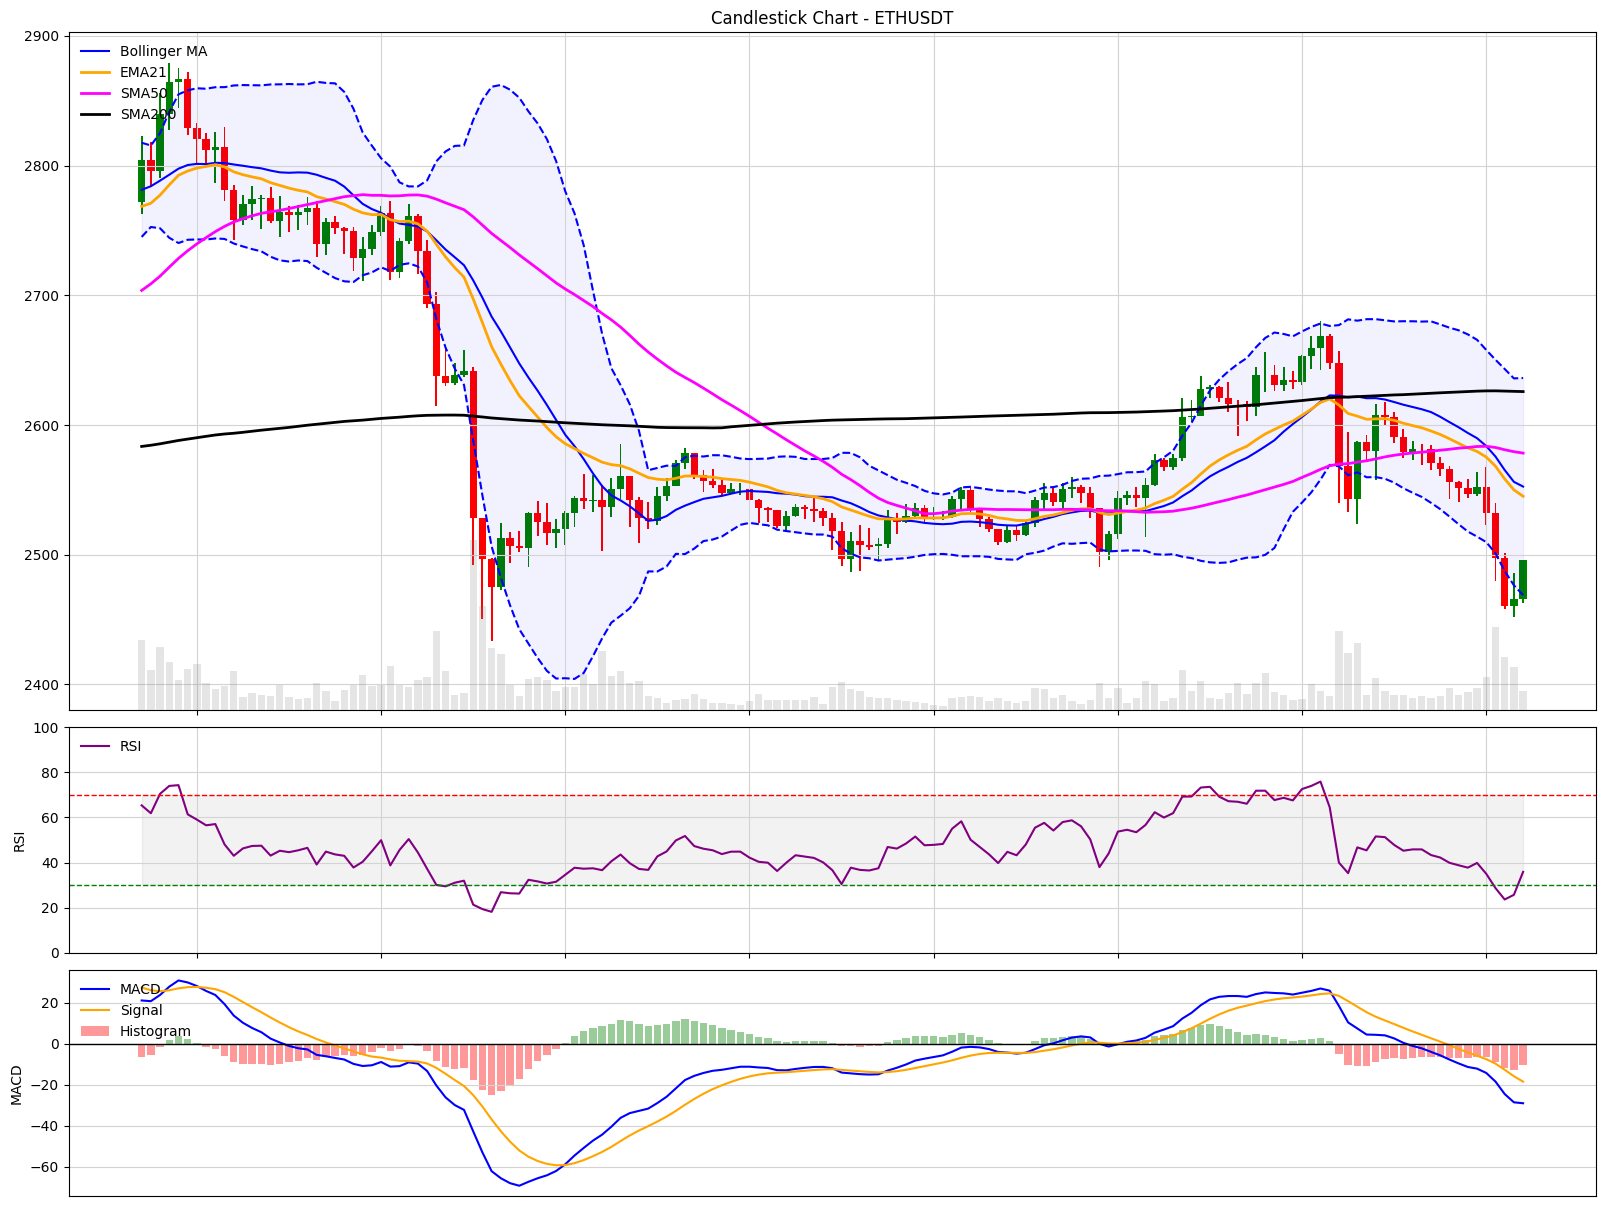 Candlestick Chart - ETHUSDT
2900
2800
2700
2600
2500
2400
Bollinger MA
EMA21
SMA50
SMA200
100
80
60
40
20
0
RSI
RSI
20
0
−20
−40
−60
MACD
MACD
Signal
Histogram